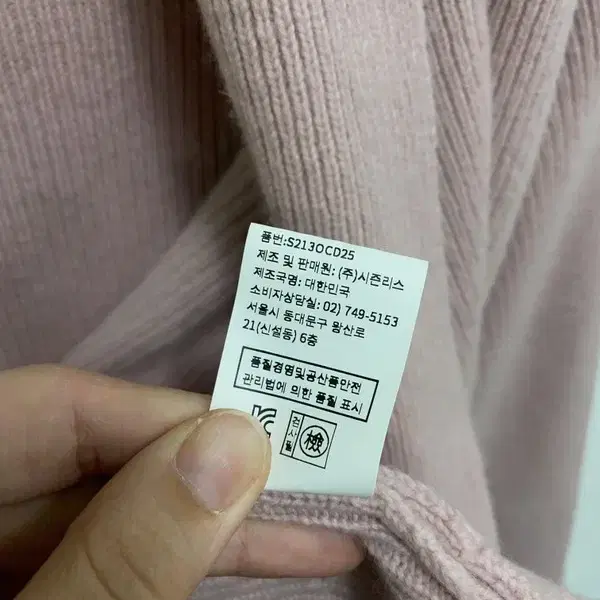 품번:S213OCD25
제조 및 판매원: (주)시즌리스
제조국명: 대한민국
소비자상담실: 02) 749-5153
서울시 동대문구 왕산로
21(신설동) 6층
품질경영및공산품안전
관리법에 의한 품질 표시
검사필
檢